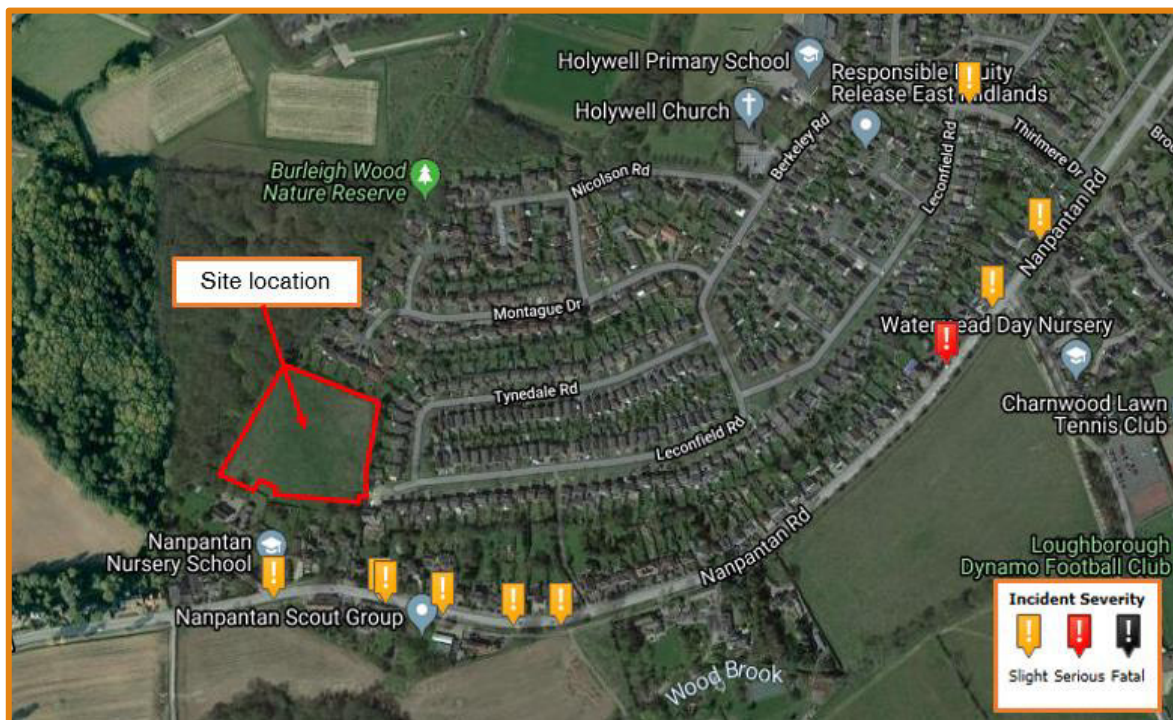 Holywell Primary School
Responsible Equity
Release East Midlands
Holywell Church
Berkeley Rd
Thirlmere Dr
Leconfield Rd
Burleigh Wood
Nature Reserve
Nicolson Rd
Nanpantan Rd
Site location
Montague Dr
Watermead Day Nursery
Tynedale Rd
Charnwood Lawn
Tennis Club
Leconfield Rd
Nanpantan
Nursery School
Nanpantan Rd
Loughborough
Dynamo Football Club
Nanpantan Scout Group
Wood Brook
Incident Severity
Slight Serious Fatal